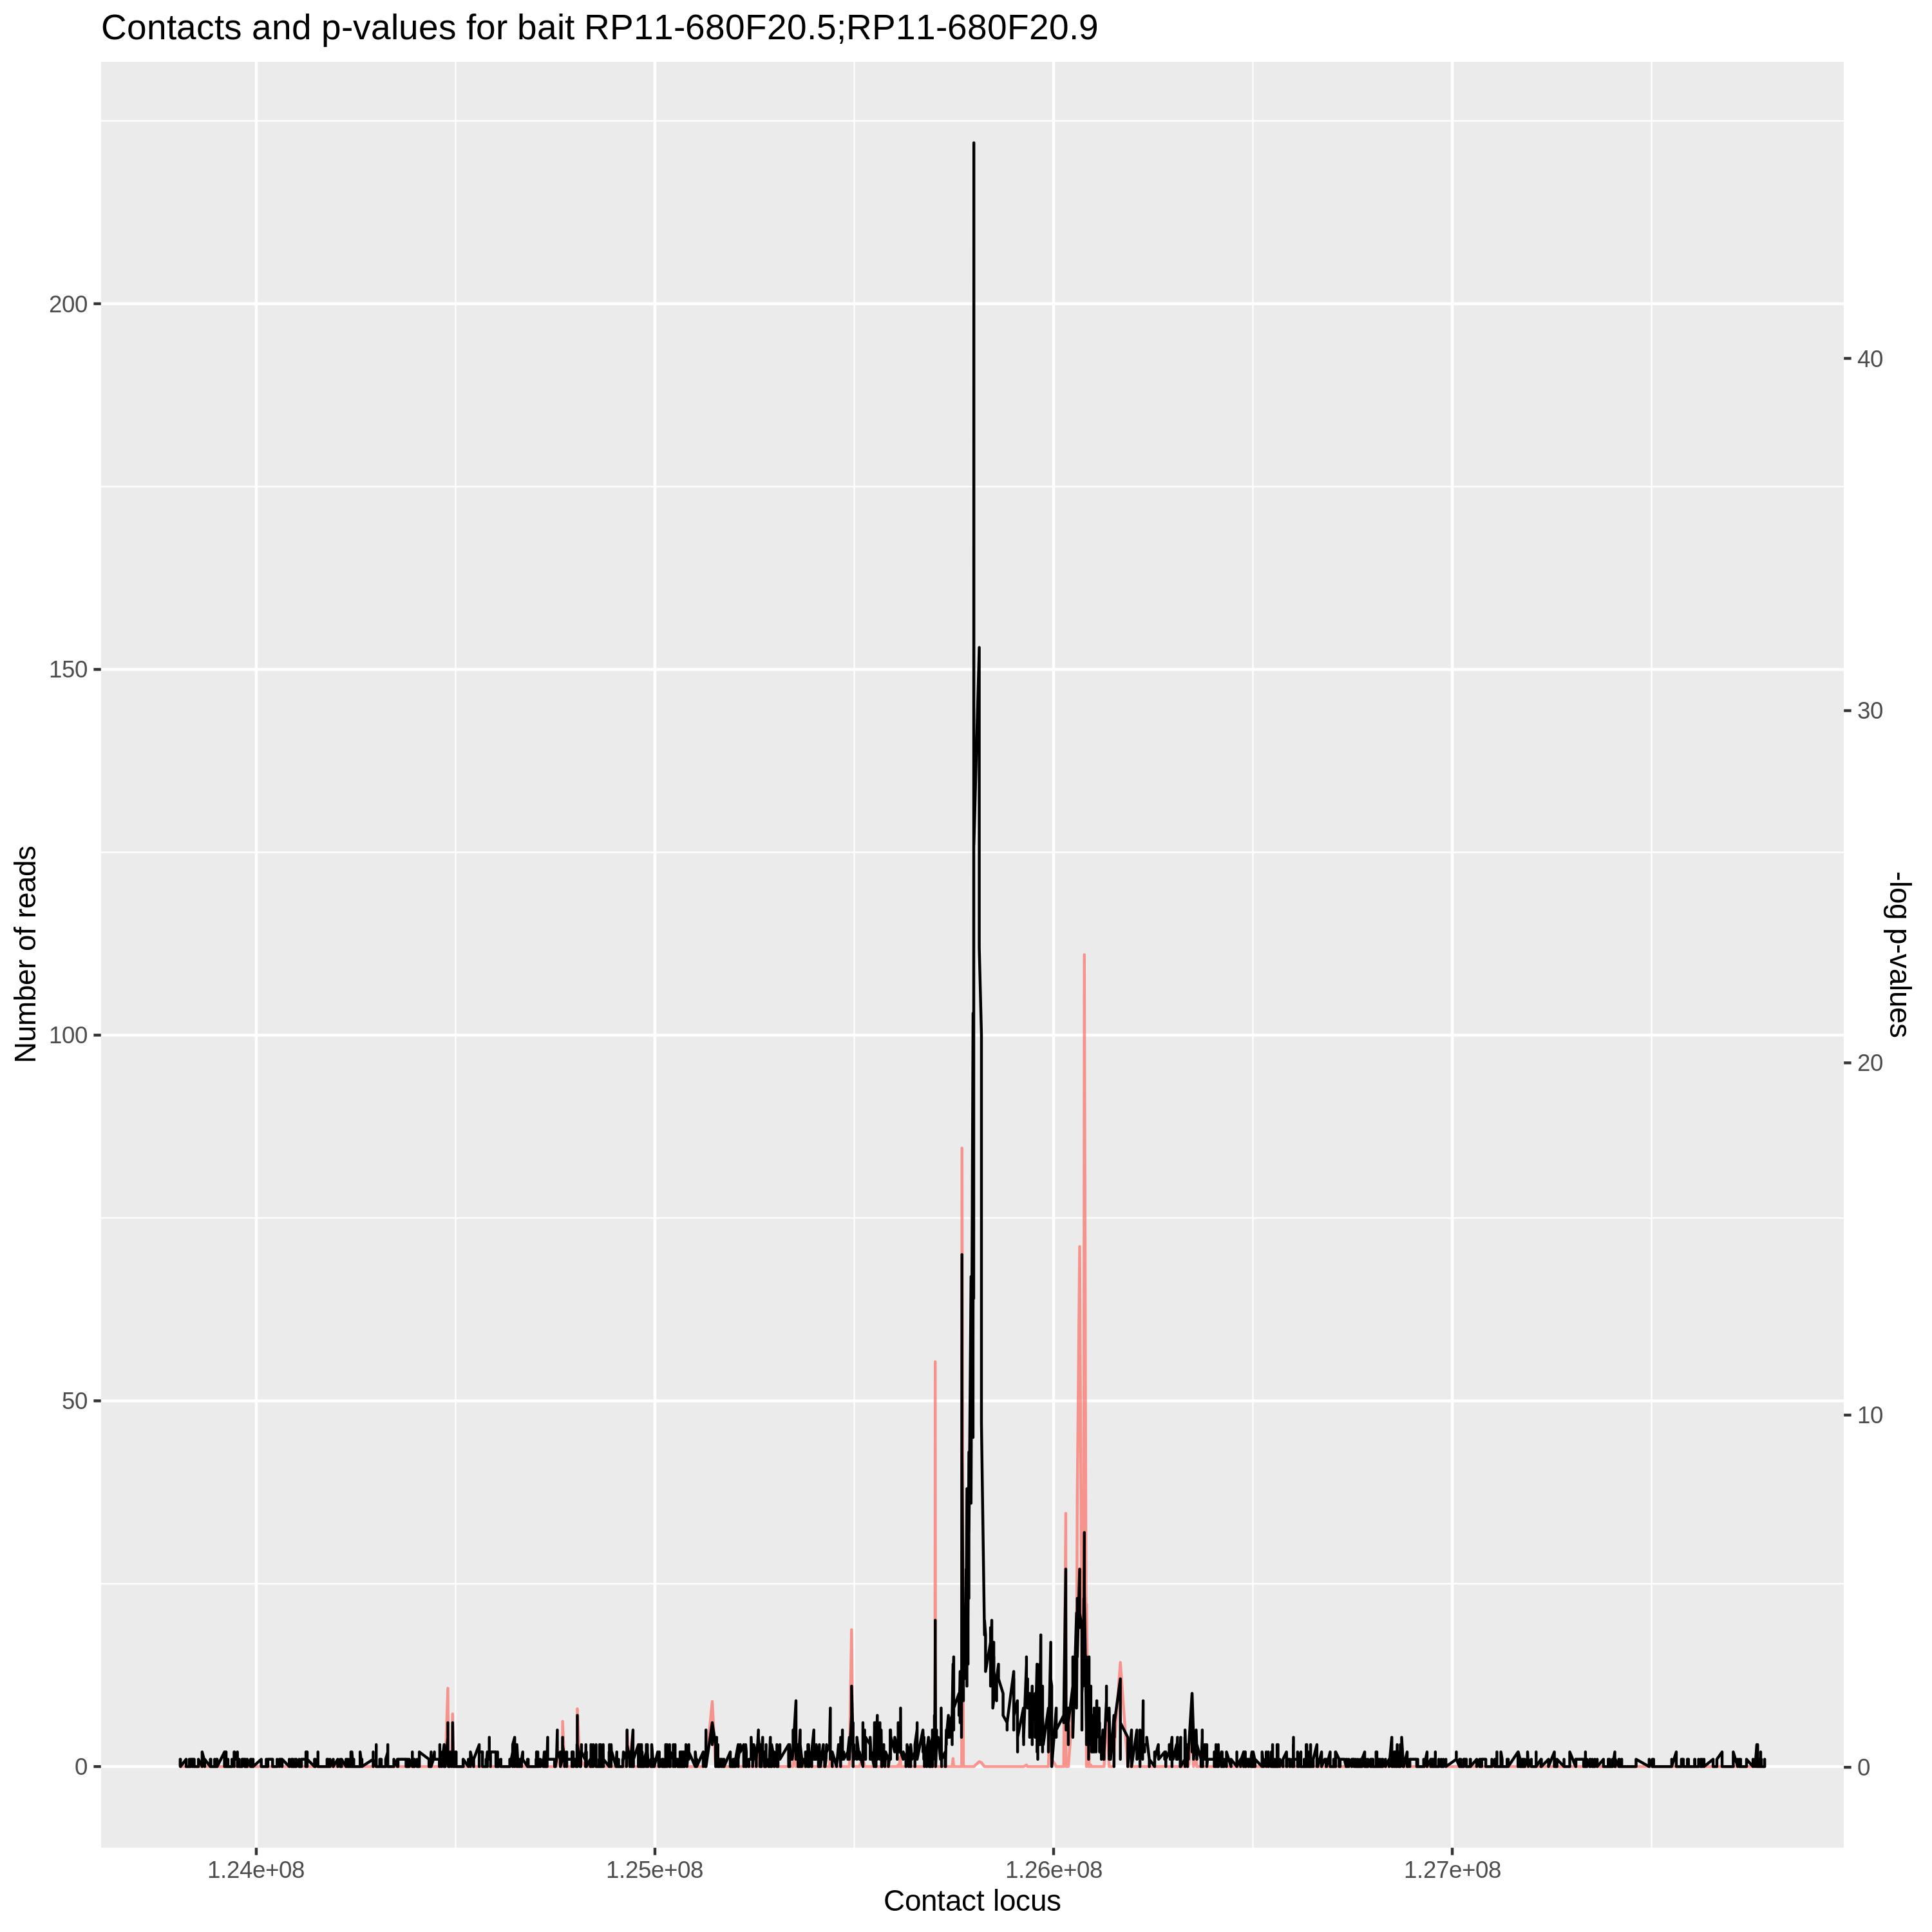 Contacts and p-values for bait RP11-680F20.5;RP11-680F20.9
200
150
100
50
0
Number of reads
40
30
20
10
0
-log p-values
1.24e+08
1.25e+08
1.26e+08
1.27e+08
Contact locus